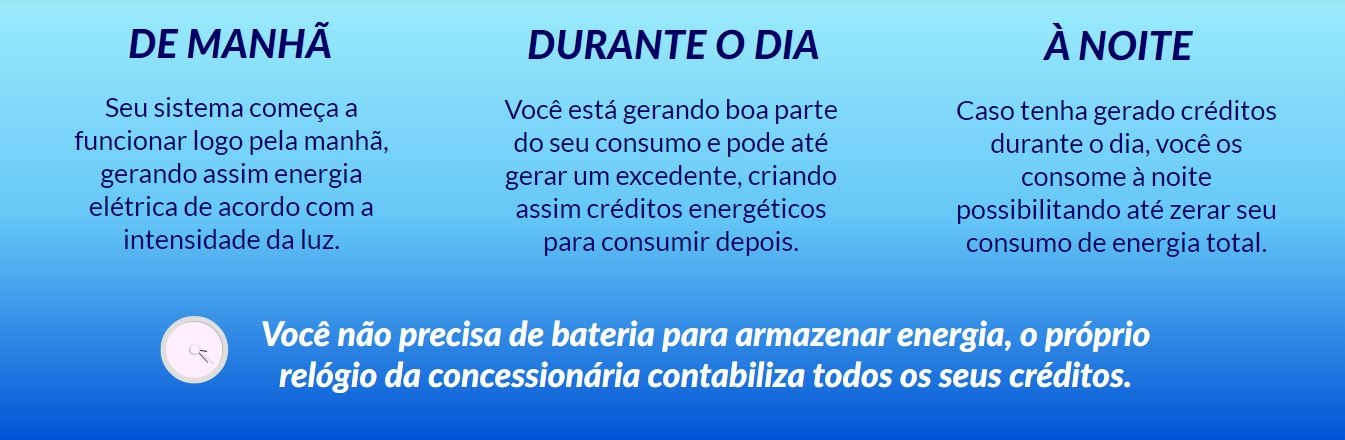 DE MANHÃ
Seu sistema começa a
funcionar logo pela manhã,
gerando assim energia
elétrica de acordo com a
intensidade da luz.
DURANTE O DIA
Você está gerando boa parte
do seu consumo e pode até
gerar um excedente, criando
assim créditos energéticos
para consumir depois.
À NOITE
Caso tenha gerado créditos
durante o dia, você os
consome à noite
possibilitando até zerar seu
consumo de energia total.
Você não precisa de bateria para armazenar energia, o próprio
relógio da concessionária contabiliza todos os seus créditos.